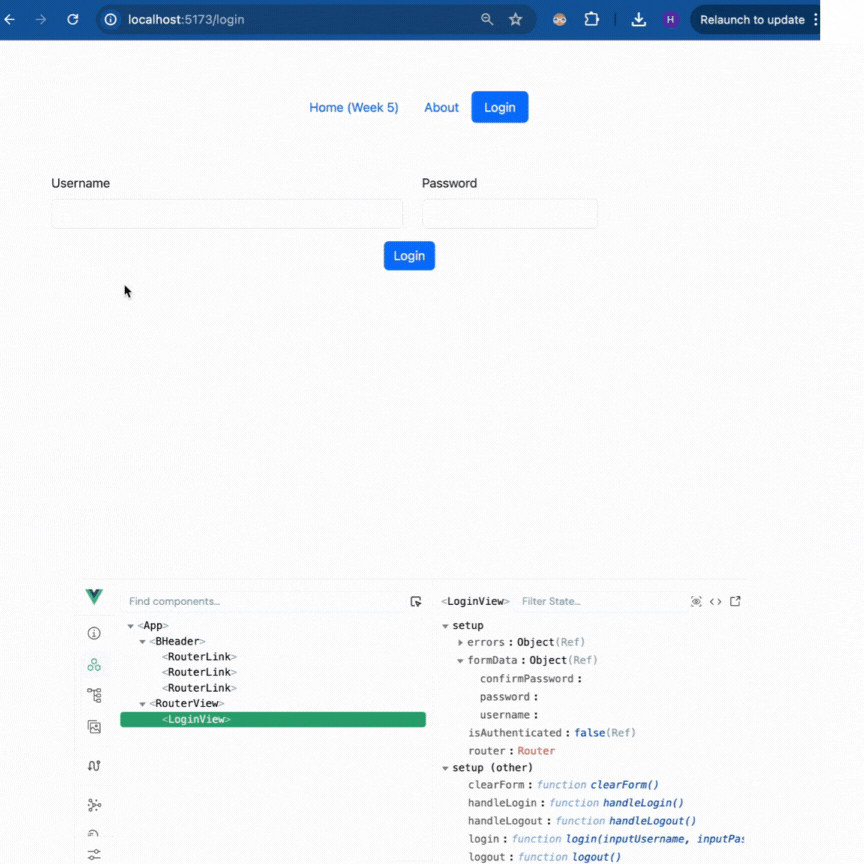 localhost:5173/login
H
Relaunch to update
Home (Week 5) About Login
Username Password
Login
Find components...
<App>
<BHeader>
<RouterLink>
<RouterLink>
<RouterLink>
<RouterView>
<LoginView>
<LoginView> Filter State...
setup
errors : Object(Ref)
formData : Object(Ref)
confirmPassword :
password :
username :
isAuthenticated : false(Ref)
router : Router
setup (other)
clearForm : function clearForm()
handleLogin : function handleLogin()
handleLogout : function handleLogout()
login : function login(inputUsername, inputPas
logout : function logout()